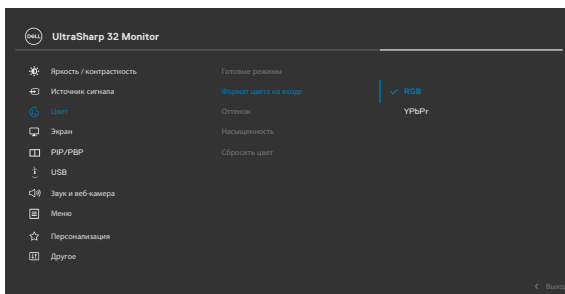 DELL UltraSharp 32 Monitor
Яркость / контрастность
Готовые режимы
Источник сигнала
Формат цвета на входе
RGB
Цвет
Оттенок
YPbPr
Экран
Насыщенность
PIP/PBP
Сбросить цвет
USB
Звук и веб-камера
Меню
Персонализация
Другое